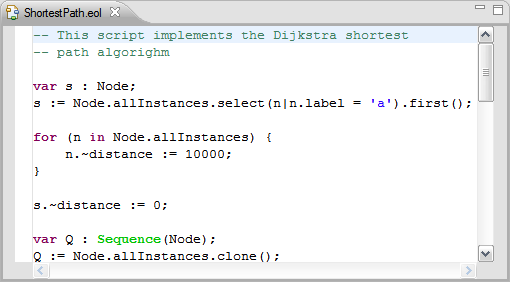 ShortestPath.eol
-- This script implements the Dijkstra shortest
-- path algorighm
var s : Node;
s := Node.allInstances.select(n|n.label = 'a').first();
for (n in Node.allInstances) {
n.~distance := 10000;
}
s.~distance := 0;
var Q : Sequence(Node);
Q := Node.allInstances.clone();